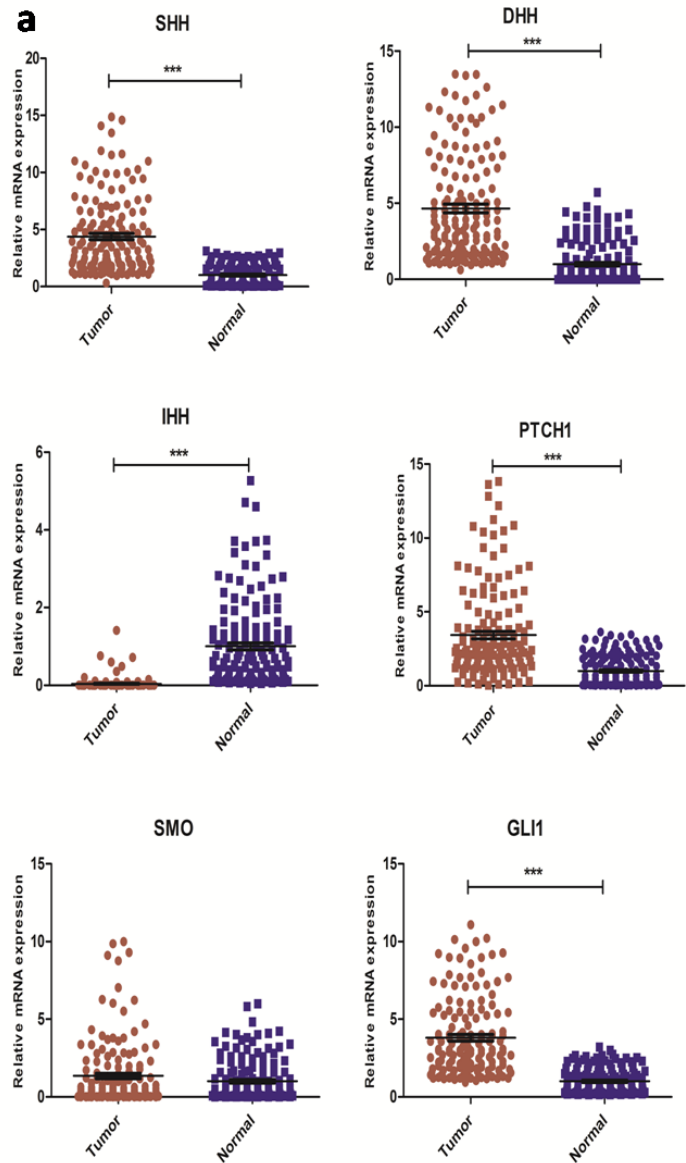 a
SHH
Relative mRNA expression
20
15
10
5
0
***
Tumor
Normal
DHH
Relative mRNA expression
15
10
5
0
***
Tumor
Normal
IHH
Relative mRNA expression
6
4
2
0
***
Tumor
Normal
PTCH1
Relative mRNA expression
15
10
5
0
***
Tumor
Normal
SMO
Relative mRNA expression
15
10
5
0
Tumor
Normal
GLI1
Relative mRNA expression
15
10
5
0
***
Tumor
Normal